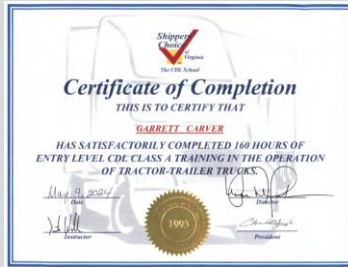 Shippers
Choice
of
Virginia
The CDL School
Certificate of Completion
THIS IS TO CERTIFY THAT
GARRETT CARVER
HAS SATISFACTORILY COMPLETED 160 HOURS OF
ENTRY LEVEL CDL CLASS A TRAINING IN THE OPERATION
OF TRACTOR-TRAILER TRUCKS.
May 9, 2024
Date
Director
1993
Instructor
President